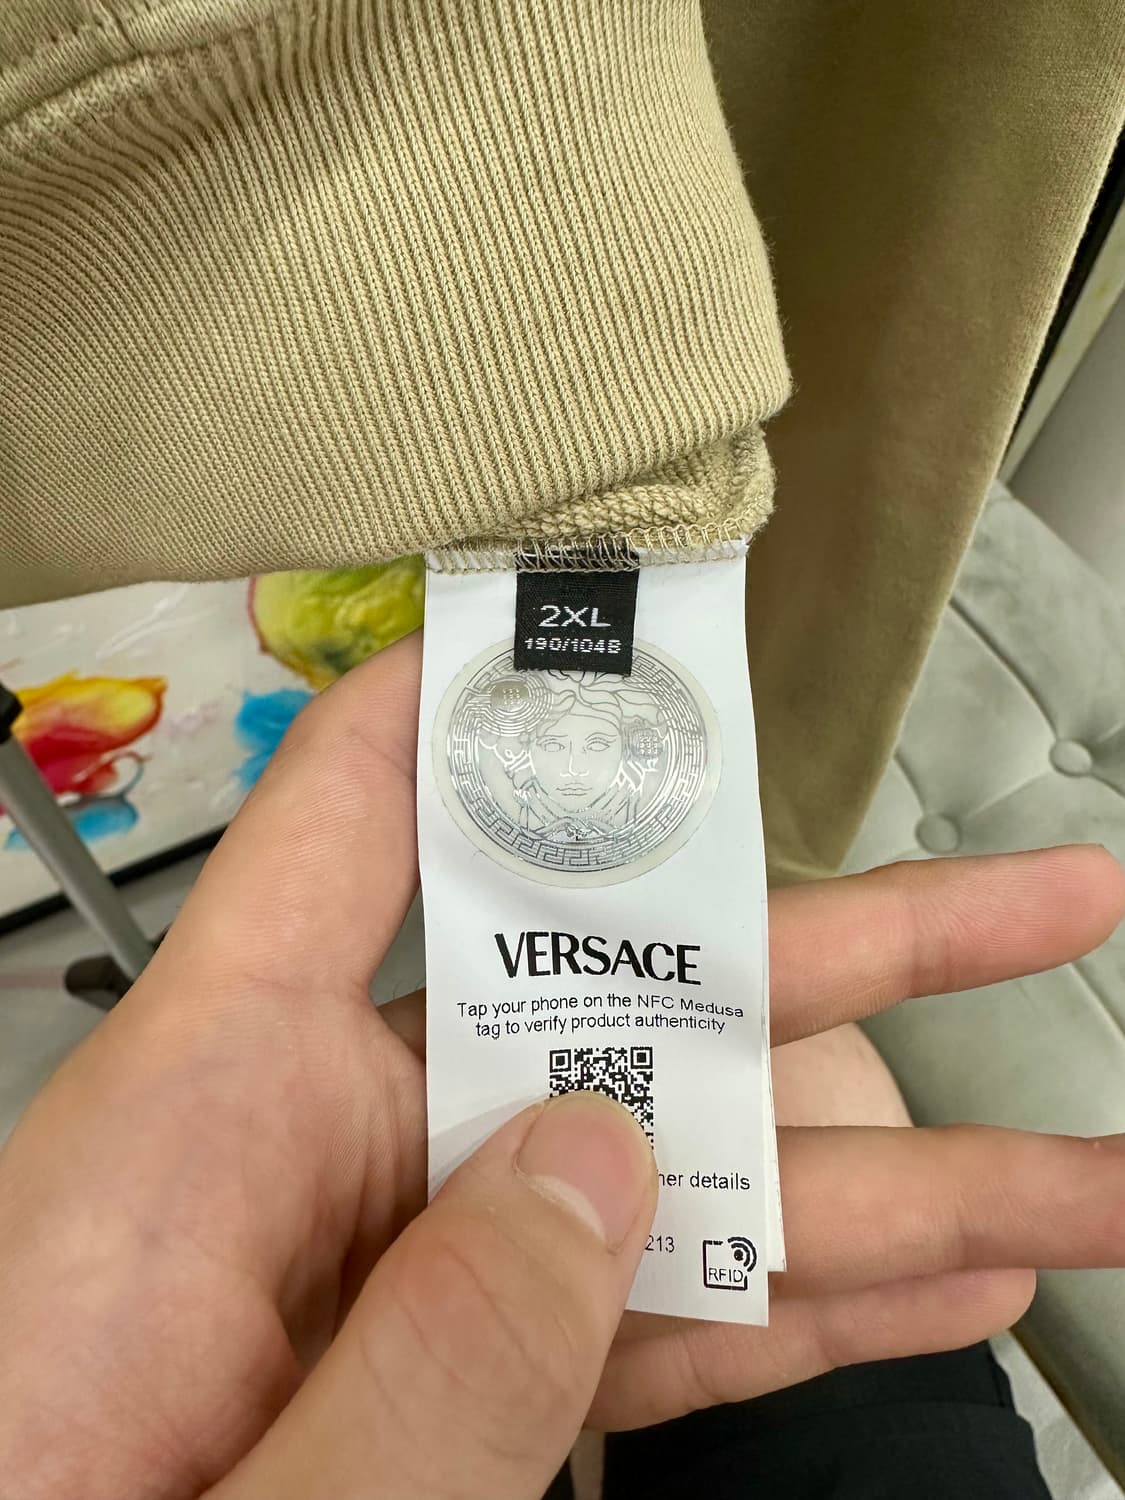 2XL
190/104B
VERSACE
Tap your phone on the NFC Medusa
tag to verify product authenticity
details
213
RFID